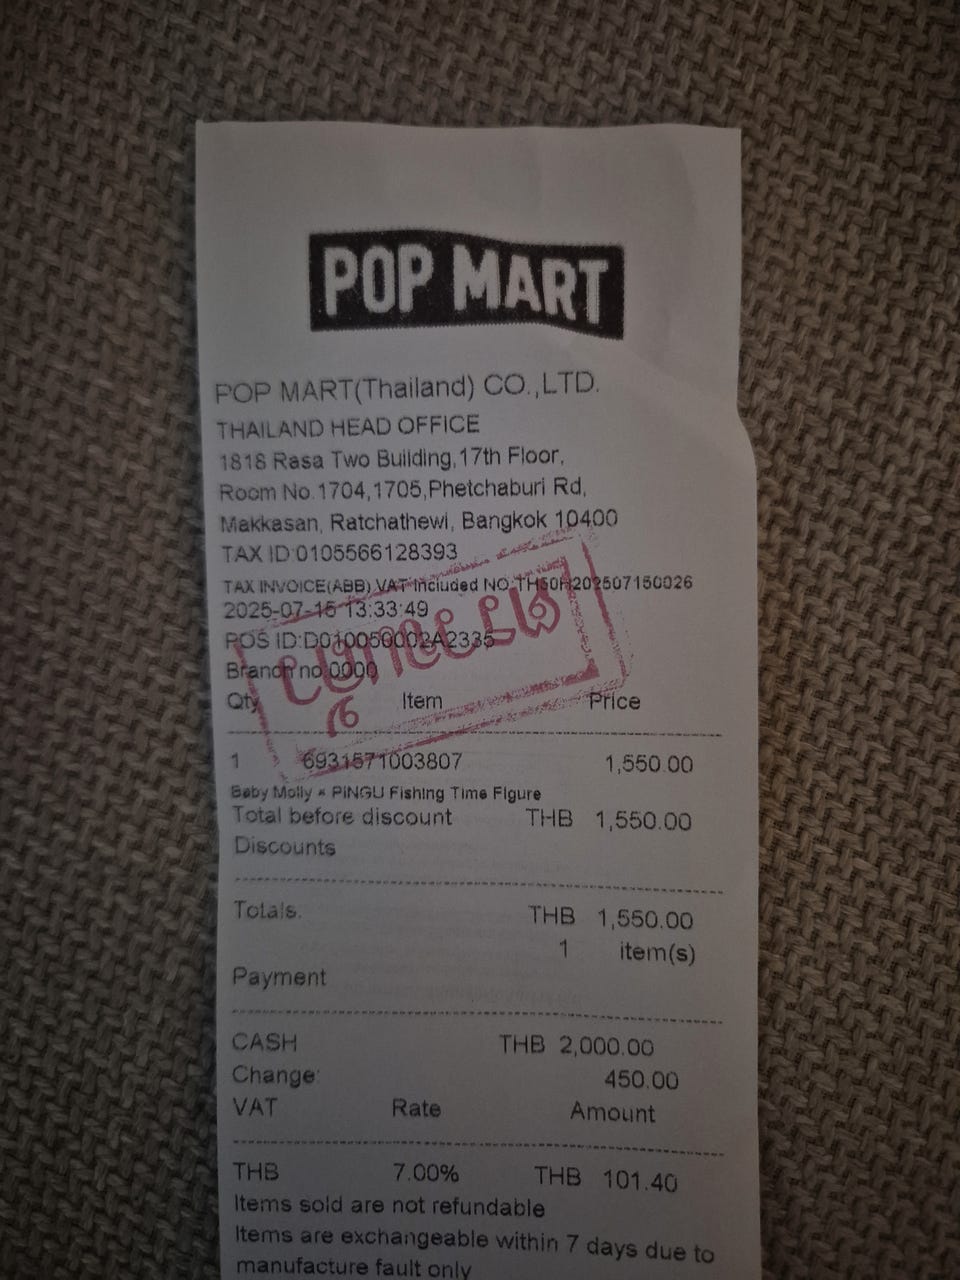 POP MART
POP MART(Thailand) CO.,LTD.
THAILAND HEAD OFFICE
1818 Rasa Two Building,17th Floor,
Room No.1704,1705,Phetchaburi Rd,
Makkasan, Ratchathewi, Bangkok 10400
TAX ID:0105566128393
TAX INVOICE(ABB),VAT Included NO:TH50H202507150026
2025-07-15 13:33:49
POS ID:D0100500002A2335
Branch no:0000
Qty Item Price
1 6931571003807 1,550.00
Baby Molly × PINGU Fishing Time Figure
Total before discount THB 1,550.00
Discounts
Totals. THB 1,550.00
1 item(s)
Payment
CASH THB 2,000.00
Change: 450.00
VAT Rate Amount
THB 7.00% THB 101.40
Items sold are not refundable
Items are exchangeable within 7 days due to
manufacture fault only